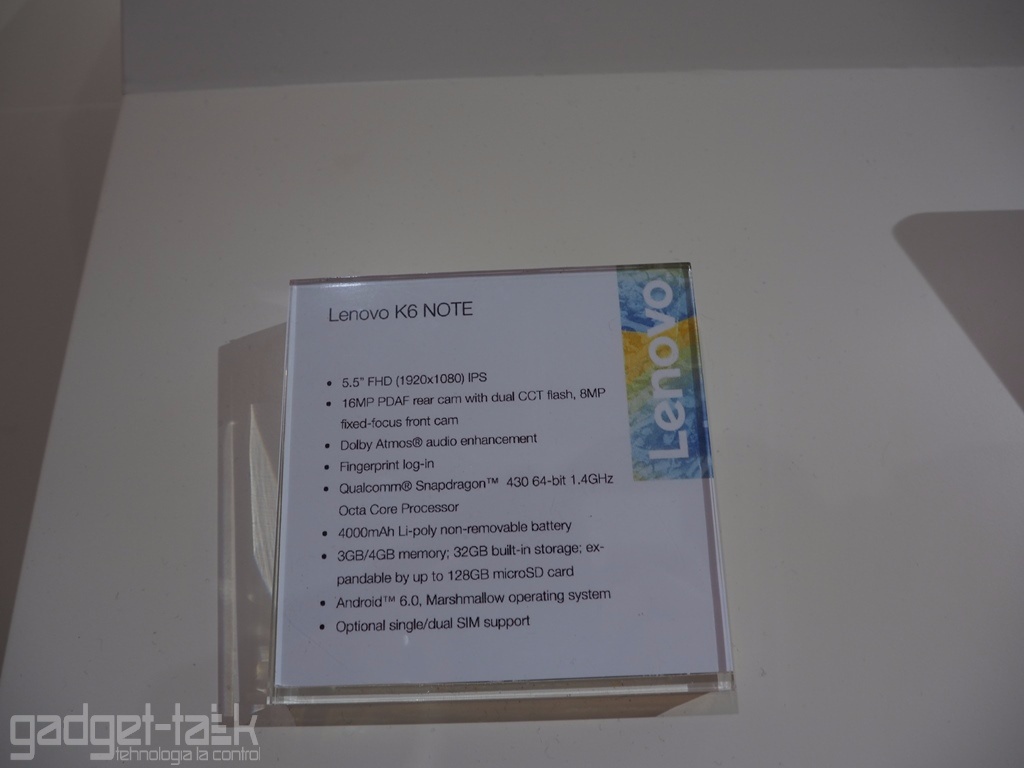 Lenovo K6 NOTE
• 5.5" FHD (1920x1080) IPS
• 16MP PDAF rear cam with dual CCT flash, 8MP
fixed-focus front cam
• Dolby Atmos® audio enhancement
• Fingerprint log-in
• Qualcomm® Snapdragon™ 430 64-bit 1.4GHz
Octa Core Processor
• 4000mAh Li-poly non-removable battery
• 3GB/4GB memory; 32GB built-in storage; ex-
pandable by up to 128GB microSD card
• Android™ 6.0, Marshmallow operating system
• Optional single/dual SIM support
Lenovo
gadget-talk
tehnologia la control